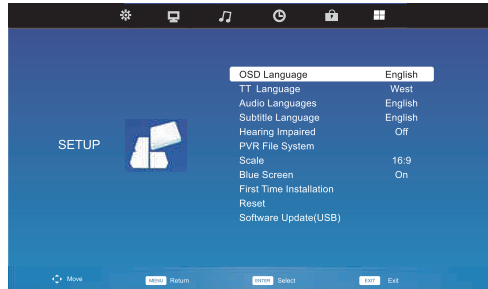 SETUP
OSD Language English
TT Language West
Audio Languages English
Subtitle Language English
Hearing Impaired Off
PVR File System
Scale 16:9
Blue Screen On
First Time Installation
Reset
Software Update(USB)
Move MENU Return ENTER Select EXIT Exit